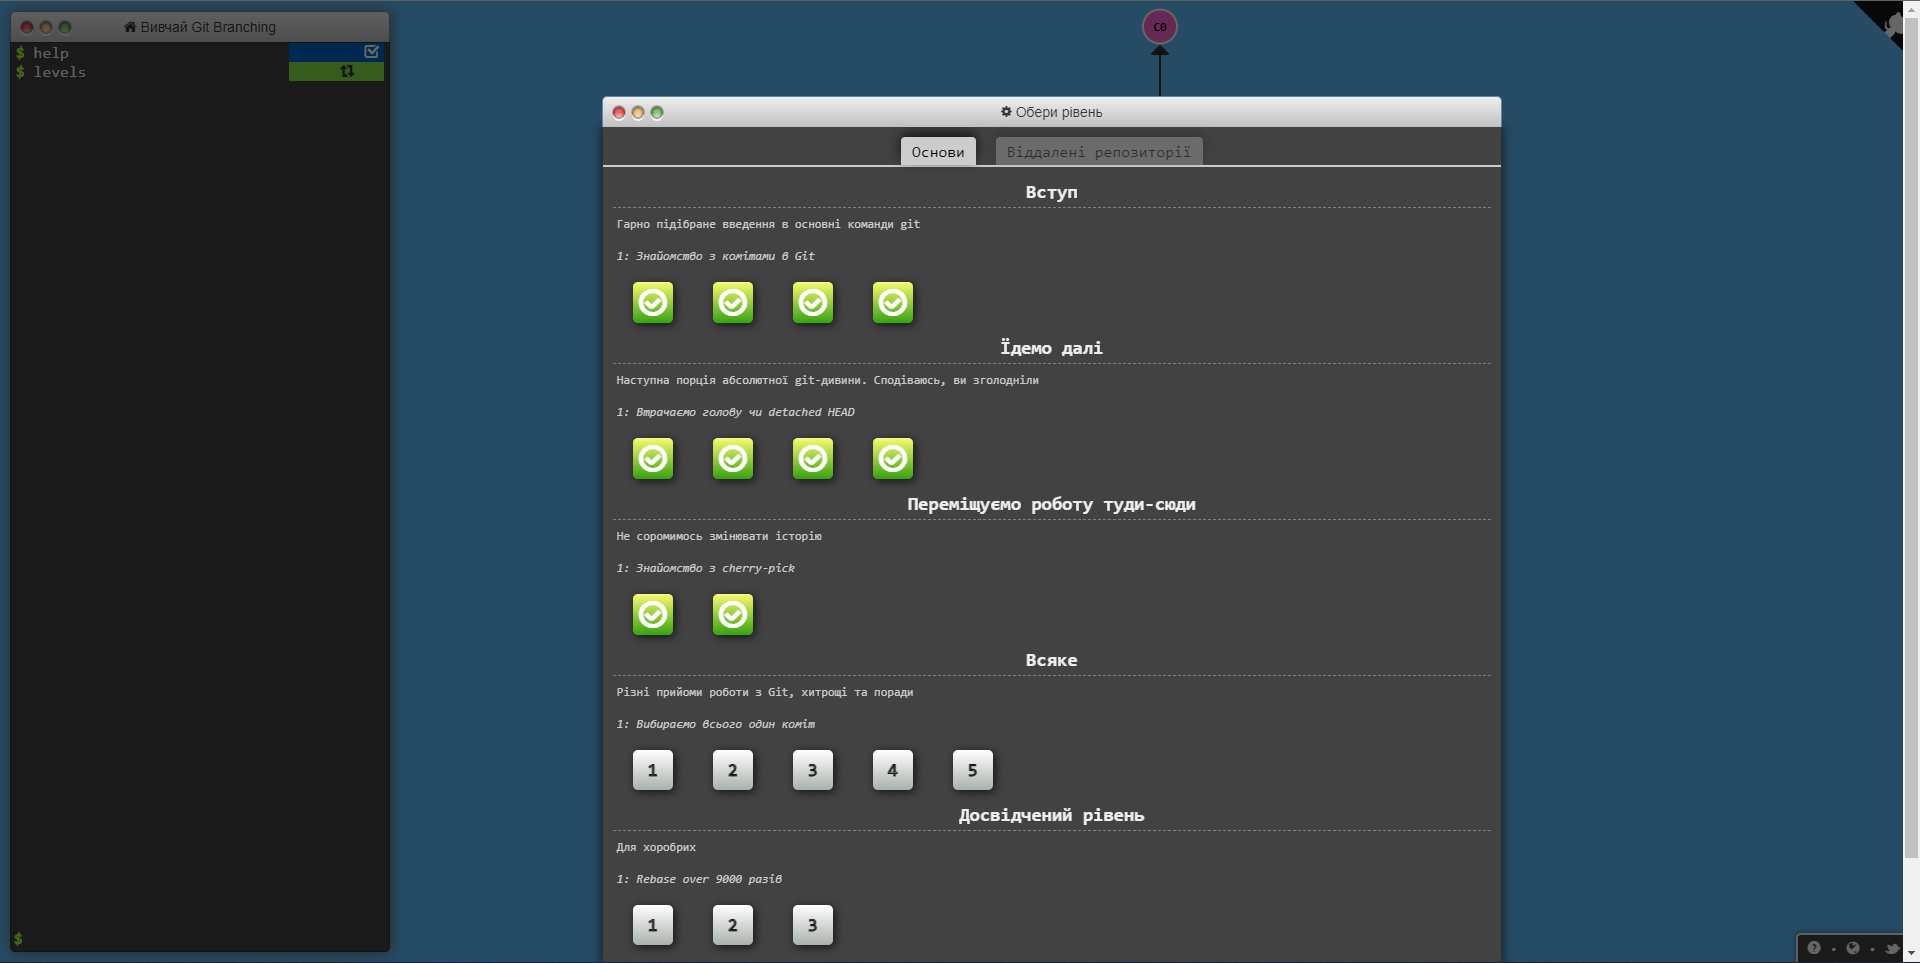 Вивчай Git Branching
$ help
$ levels
$
C0
Обери рівень
Основи
Віддалені репозиторії
Вступ
Гарно підібране введення в основні команди git
1: Знайомство з комітами в Git
Їдемо далі
Наступна порція абсолютної git-дивини. Сподіваюсь, ви зголодніли
1: Втрачаємо голову чи detached HEAD
Переміщуємо роботу туди-сюди
Не соромимось змінювати історію
1: Знайомство з cherry-pick
Всяке
Різні прийоми роботи з Git, хитрощі та поради
1: Вибираємо всього один коміт
1 2 3 4 5
Досвідчений рівень
Для хоробрих
1: Rebase over 9000 разів
1 2 3